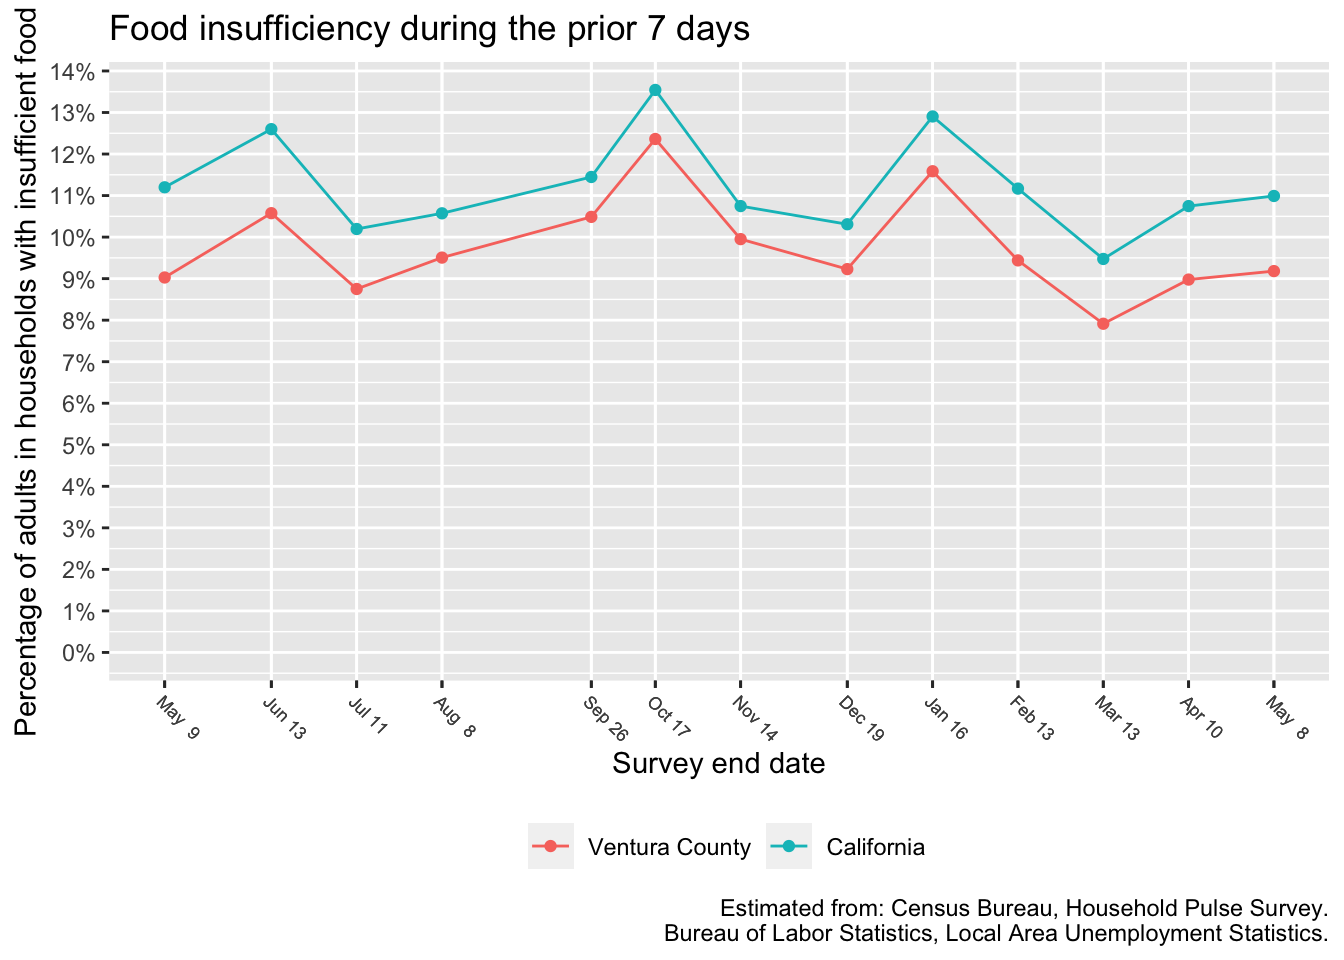 Food insufficiency during the prior 7 days
Percentage of adults in households with insufficient food
14%
13%
12%
11%
10%
9%
8%
7%
6%
5%
4%
3%
2%
1%
0%
May  9
Jun 13
Jul 11
Aug  8
Sep 26
Oct 17
Nov 14
Dec 19
Jan 16
Feb 13
Mar 13
Apr 10
May  8
Survey end date
Ventura County
California
Estimated from: Census Bureau, Household Pulse Survey.
Bureau of Labor Statistics, Local Area Unemployment Statistics.